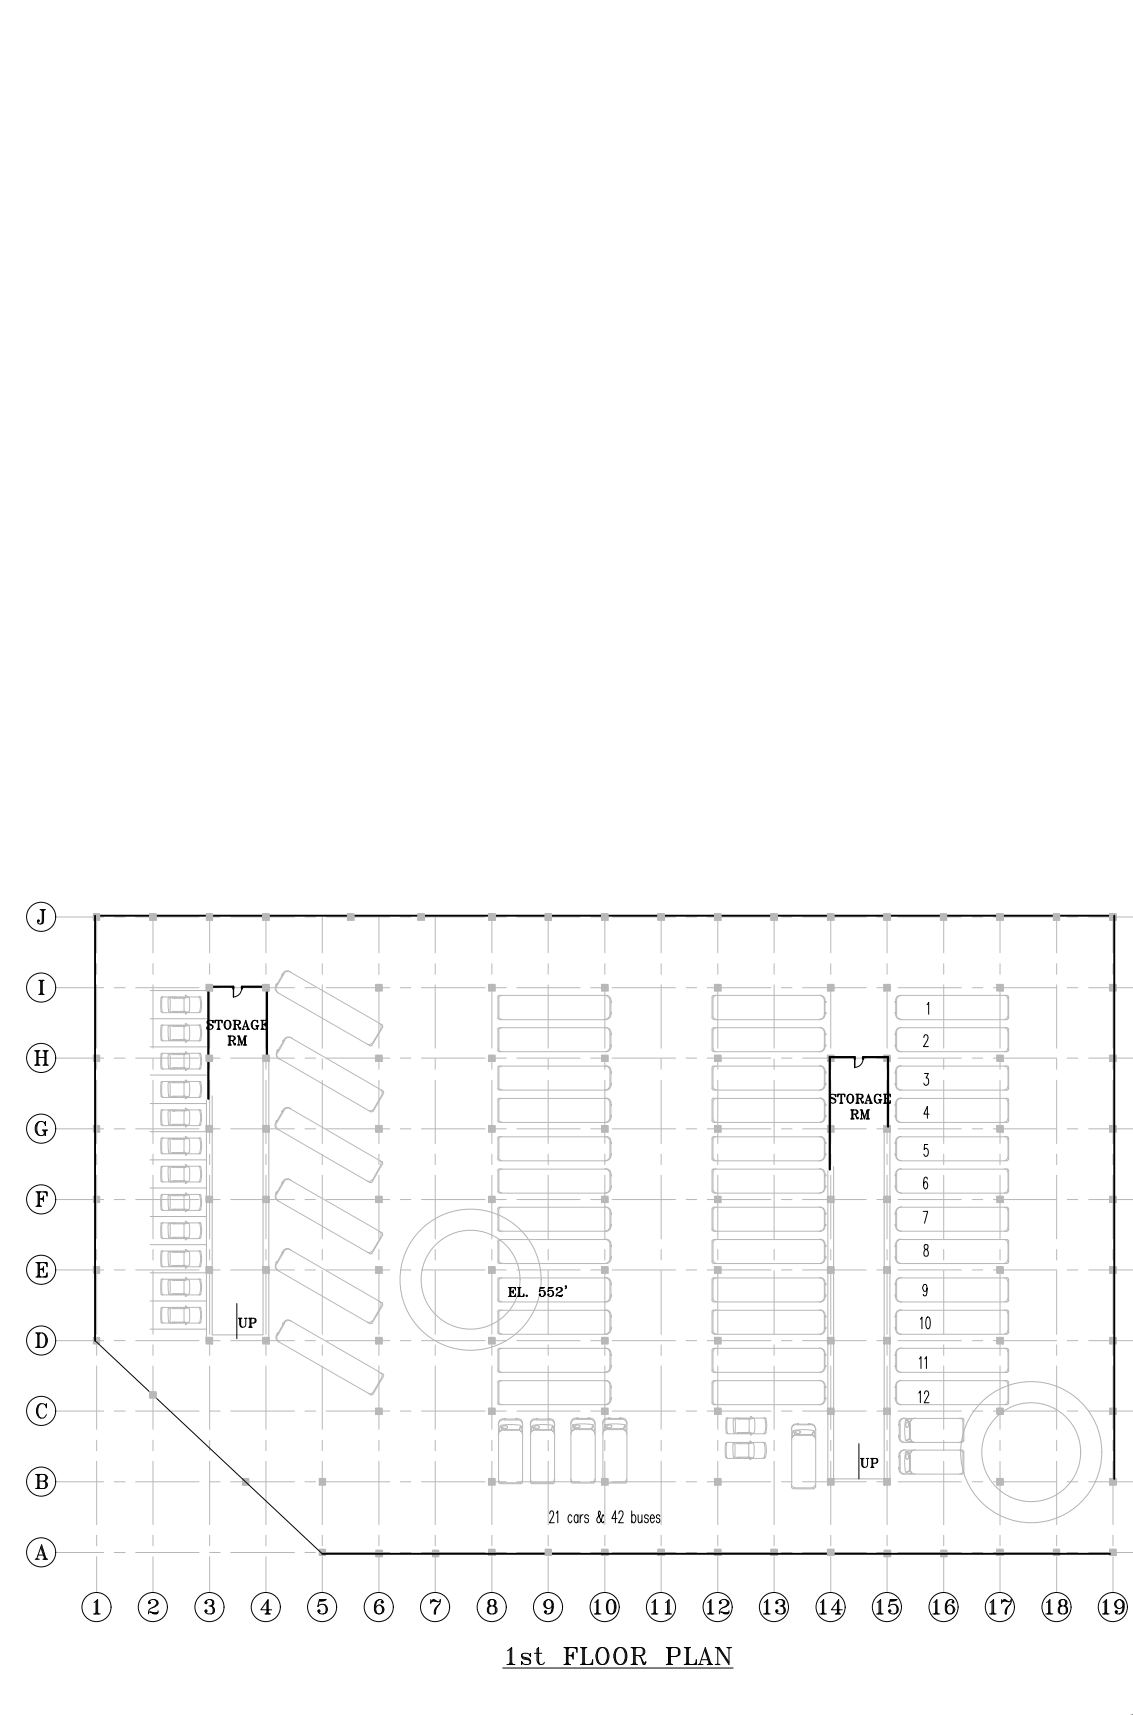 J
I
STORAGE
RM
1
2
H
3
STORAGE
RM
4
G
5
6
F
7
8
E
EL. 552'
9
UP
10
D
11
12
C
UP
B
21 cars & 42 buses
A
1 2 3 4 5 6 7 8 9 10 11 12 13 14 15 16 17 18 19
1st FLOOR PLAN